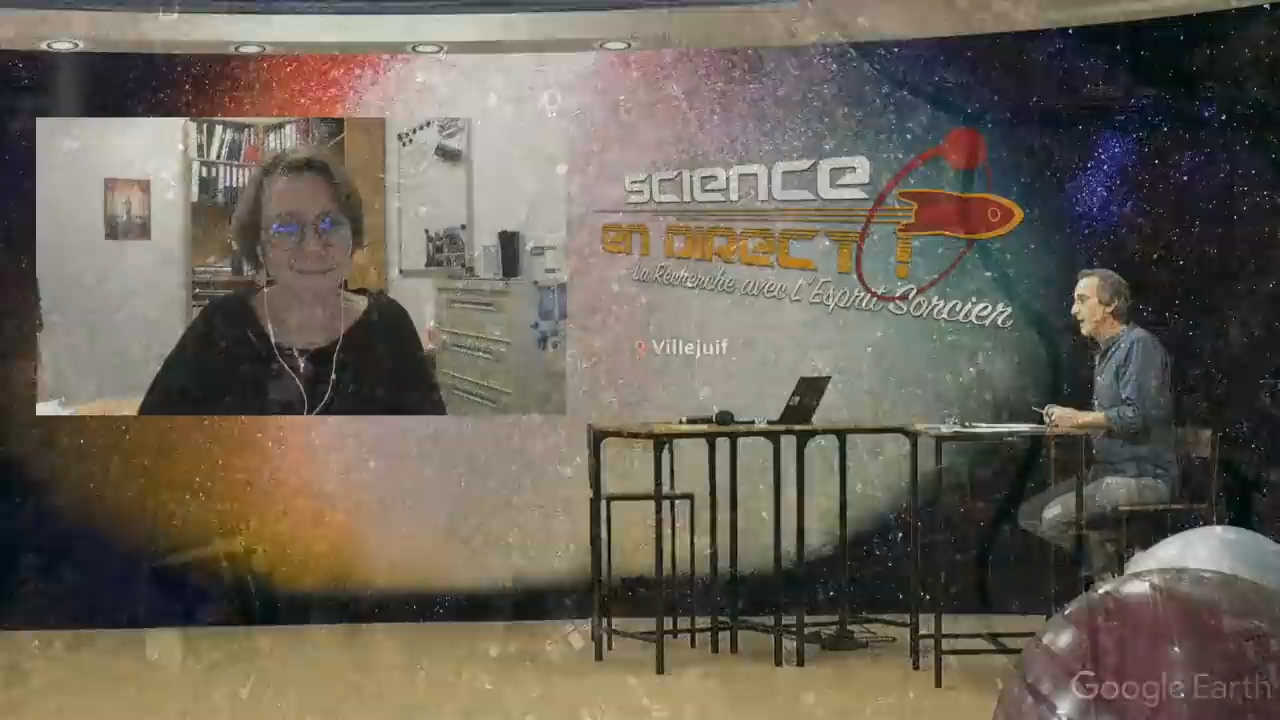 SCIENCE
EN DIRECT !
La Recherche avec L'Esprit Sorcier
Villejuif
Google Earth